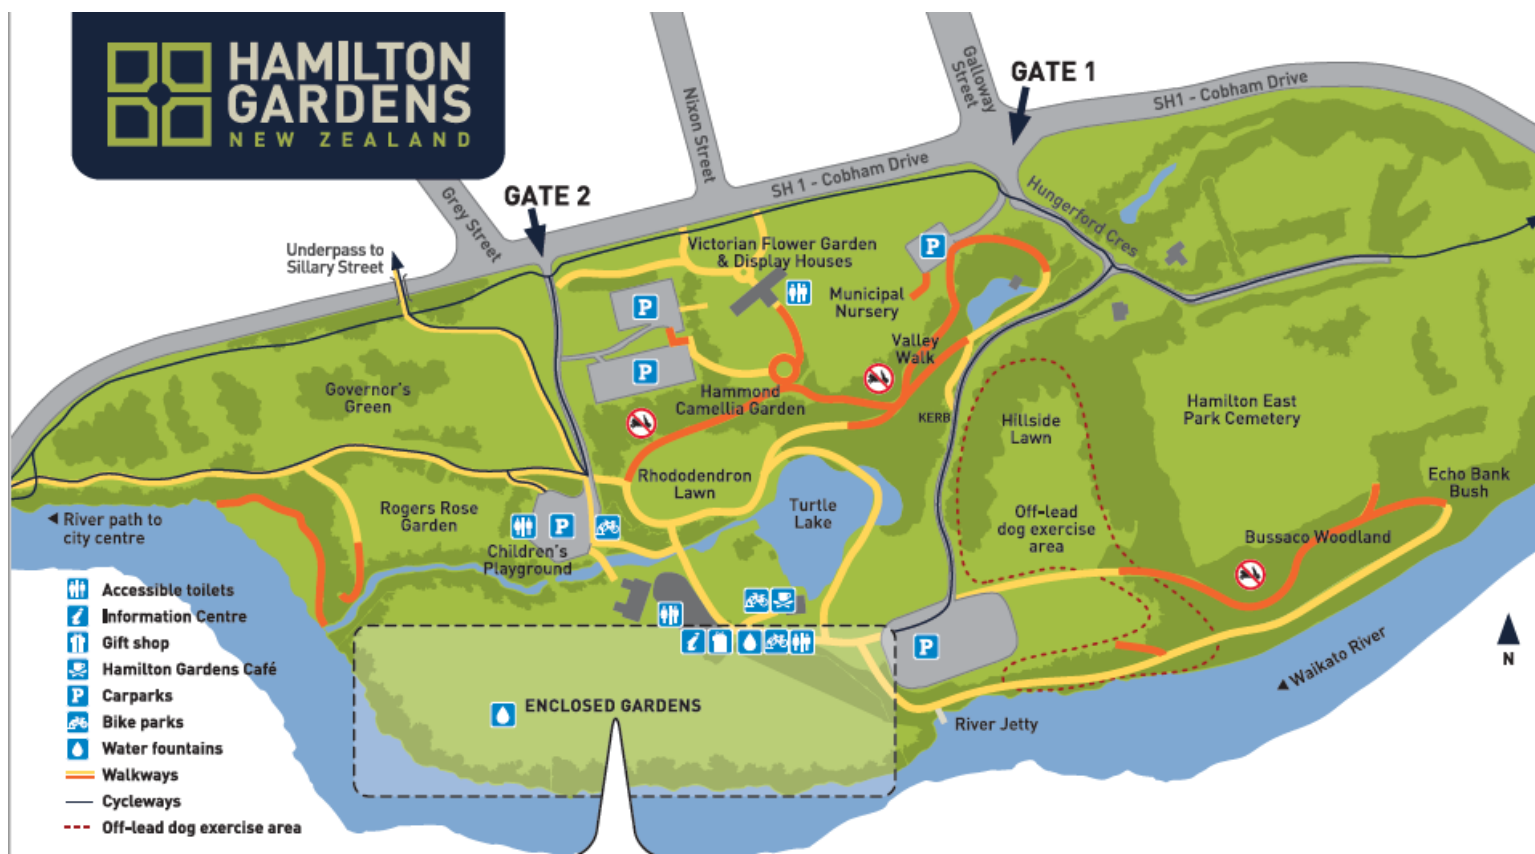 HAMILTON
GARDENS
NEW ZEALAND
GATE 1
GATE 2
Galloway
Street
SH1 - Cobham Drive
Nixon Street
SH 1 - Cobham Drive
Grey Street
Hungerford Cres
Underpass to
Sillary Street
Victorian Flower Garden
& Display Houses
P
P
P
Municipal
Nursery
Valley
Walk
Governor's
Green
Hammond
Camellia Garden
KERB
Hillside
Lawn
Hamilton East
Park Cemetery
Rhododendron
Lawn
Echo Bank
Bush
Rogers Rose
Garden
Turtle
Lake
Off-lead
dog exercise
area
Bussaco Woodland
River path to
city centre
P
Children's
Playground
Accessible toilets
i Information Centre
Gift shop
Hamilton Gardens Café
P Carparks
Bike parks
Water fountains
Walkways
Cycleways
Off-lead dog exercise area
i
P
ENCLOSED GARDENS
River Jetty
Waikato River
N